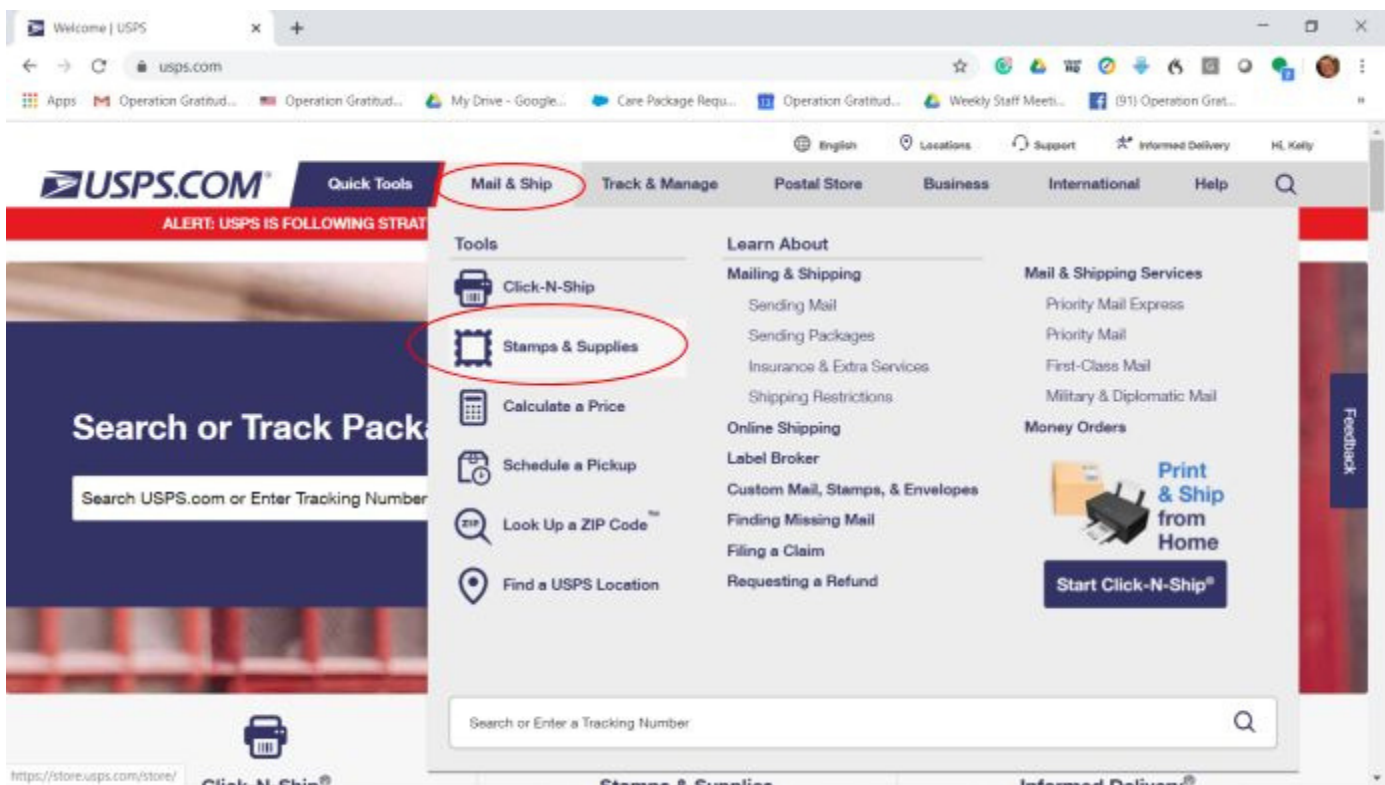 Welcome | USPS
usps.com
Apps
Operation Gratitud...
Operation Gratitud...
My Drive - Google...
Care Package Requ...
Operation Gratitud...
Weekly Staff Meeti...
(91) Operation Grat...
English
Locations
Support
Informed Delivery
Hi, Kelly
USPS.COM®
Quick Tools
Mail & Ship
Track & Manage
Postal Store
Business
International
Help
ALERT: USPS IS FOLLOWING STRAT
Tools
Click-N-Ship
Stamps & Supplies
Calculate a Price
Schedule a Pickup
Look Up a ZIP Code™
Find a USPS Location
Learn About
Mailing & Shipping
Sending Mail
Sending Packages
Insurance & Extra Services
Shipping Restrictions
Online Shipping
Label Broker
Custom Mail, Stamps, & Envelopes
Finding Missing Mail
Filing a Claim
Requesting a Refund
Mail & Shipping Services
Priority Mail Express
Priority Mail
First-Class Mail
Military & Diplomatic Mail
Money Orders
Print
& Ship
from
Home
Start Click-N-Ship®
Search or Track Pack
Search USPS.com or Enter Tracking Number
Feedback
Search or Enter a Tracking Number
https://store.usps.com/store/
Click-N-Ship®
Stamps & Supplies
Informed Delivery®